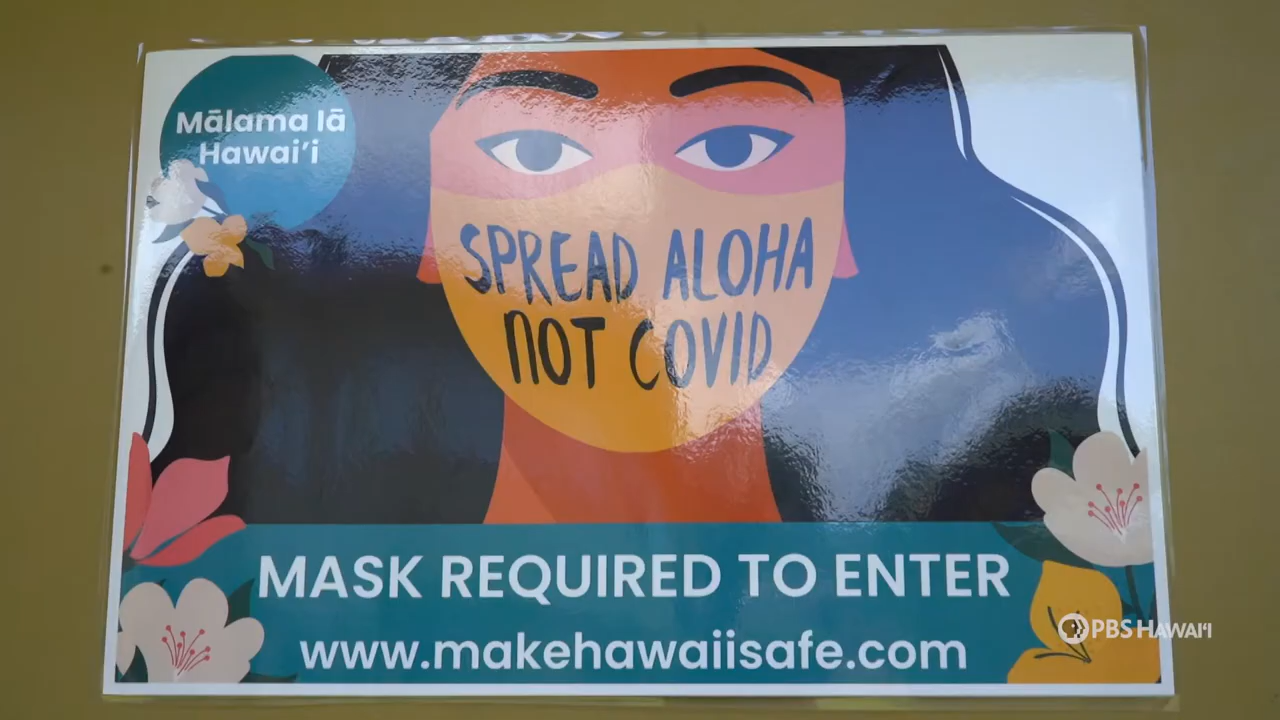 Mālama Iā
Hawai‘i
SPREAD ALOHA
NOT COVID
MASK REQUIRED TO ENTER
www.makehawaiisafe.com
PBS HAWAI‘I